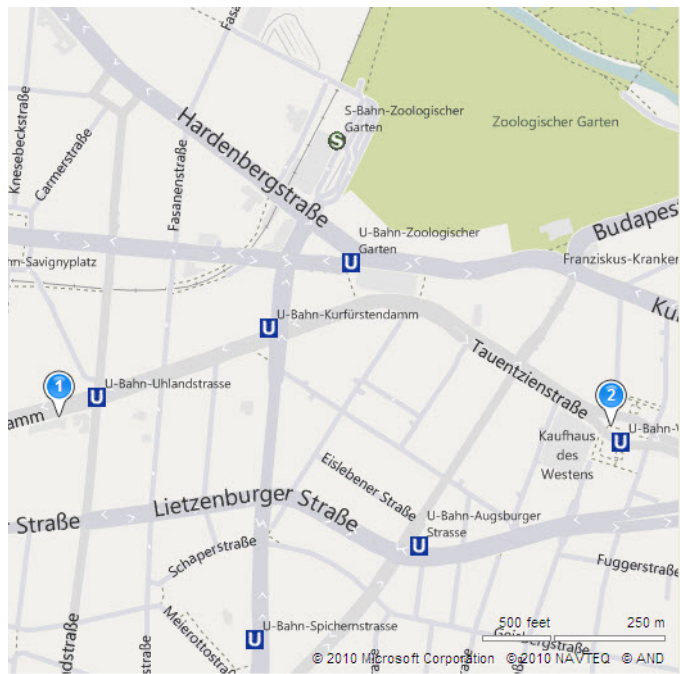 Fasa
S-Bahn-Zoologischer
Garten
Zoologischer Garten
Knesebeckstraße
Carmerstraße
Fasanenstraße
Hardenbergstraße
S
U-Bahn-Zoologischer
Garten
Budapest
hn-Savignyplatz
U
Franziskus-Kranken
Ku
U-Bahn-Kurfürstendamm
U
Tauentzienstraße
1
U-Bahn-Uhlandstrasse
U
2
amm
U-Bahn-
U
Kaufhaus
des
Westens
Eislebener Straße
Lietzenburger Straße
r Straße
U-Bahn-Augsburger
Strasse
U
Schaperstraße
Fuggerstraße
Meierottostraße
U-Bahn-Spichernstrasse
U
500 feet
250 m
ndstraße
straße
© 2010 Microsoft Corporation © 2010 NAVTEQ © AND